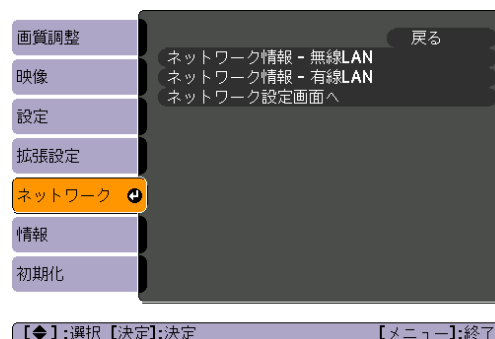 画質調整
映像
設定
拡張設定
ネットワーク
情報
初期化
戻る
ネットワーク情報 - 無線LAN
ネットワーク情報 - 有線LAN
ネットワーク設定画面へ
【◆】:選択 【決定】:決定
【メニュー】:終了